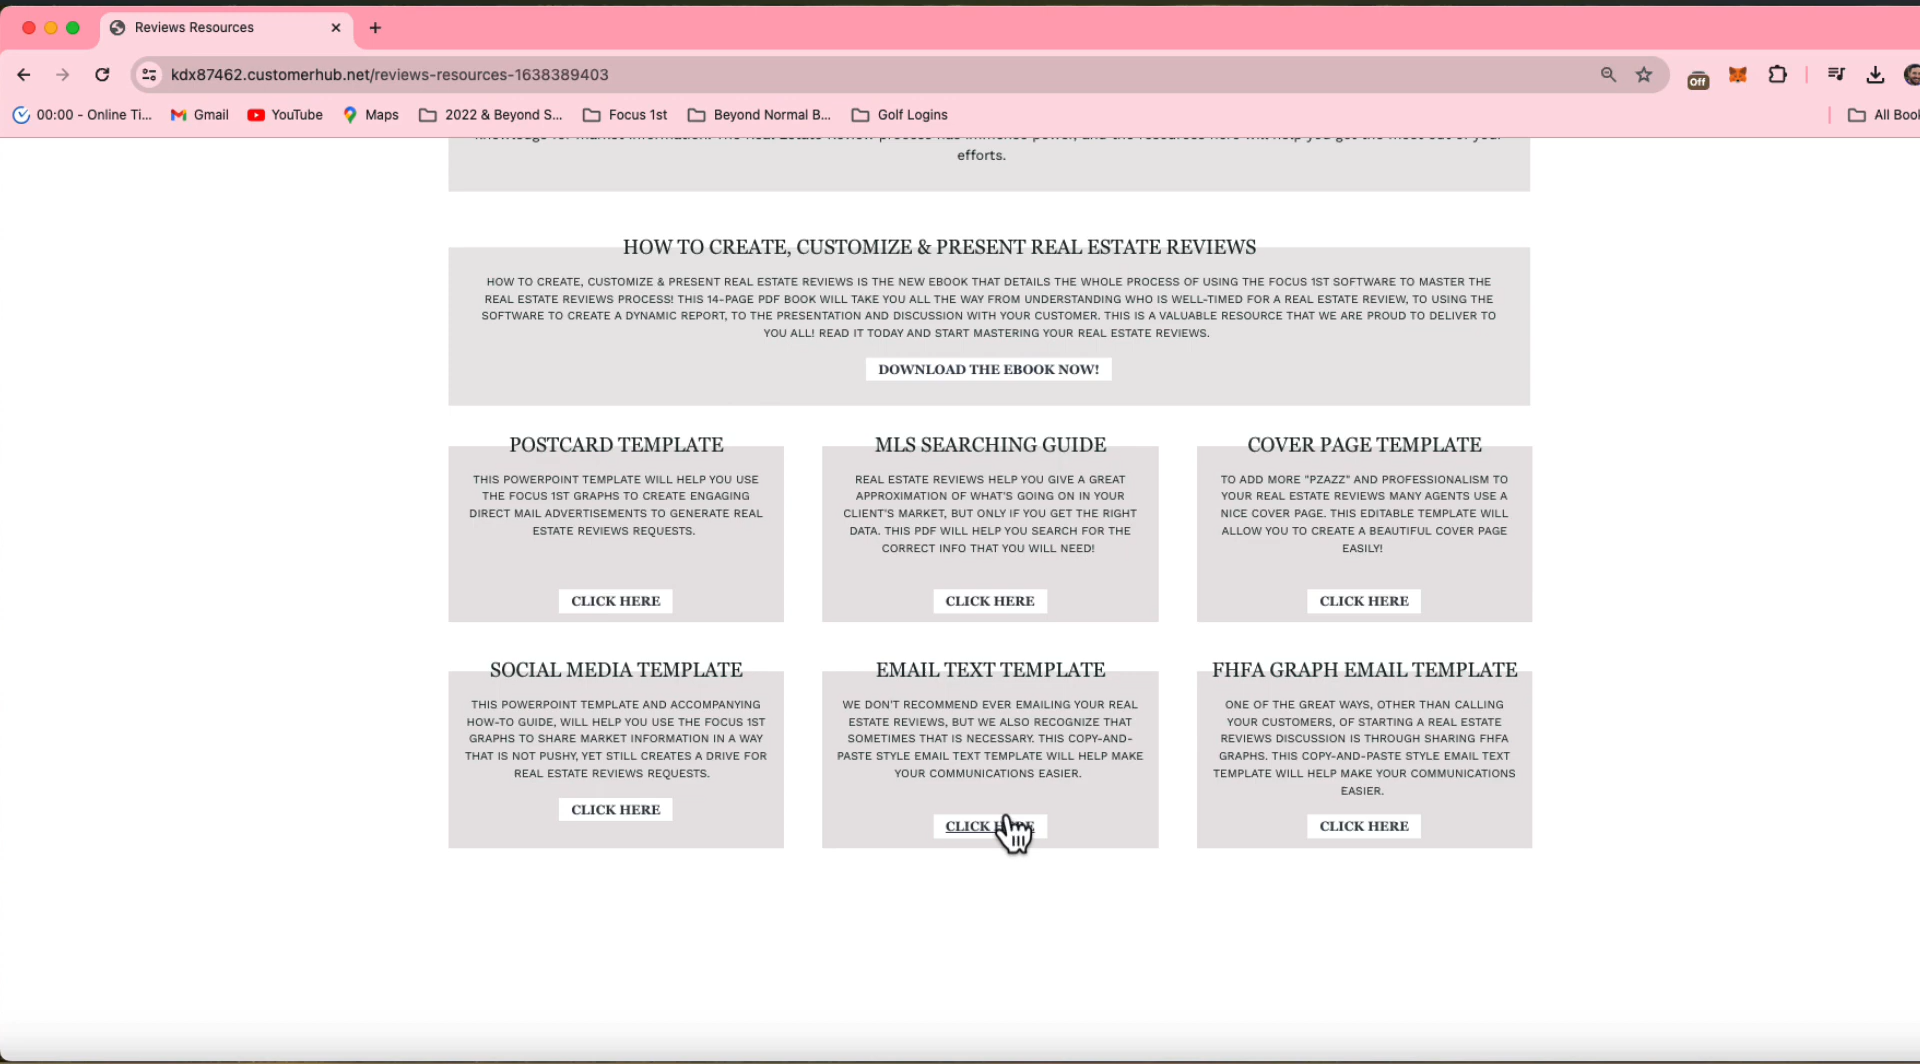 Reviews Resources
kdx87462.customerhub.net/reviews-resources-1638389403
Off
00:00 - Online Ti... Gmail YouTube Maps 2022 & Beyond S... Focus 1st Beyond Normal B... Golf Logins All Book
efforts.
HOW TO CREATE, CUSTOMIZE & PRESENT REAL ESTATE REVIEWS
HOW TO CREATE, CUSTOMIZE & PRESENT REAL ESTATE REVIEWS IS THE NEW EBOOK THAT DETAILS THE WHOLE PROCESS OF USING THE FOCUS 1ST SOFTWARE TO MASTER THE
REAL ESTATE REVIEWS PROCESS! THIS 14-PAGE PDF BOOK WILL TAKE YOU ALL THE WAY FROM UNDERSTANDING WHO IS WELL-TIMED FOR A REAL ESTATE REVIEW, TO USING THE
SOFTWARE TO CREATE A DYNAMIC REPORT, TO THE PRESENTATION AND DISCUSSION WITH YOUR CUSTOMER. THIS IS A VALUABLE RESOURCE THAT WE ARE PROUD TO DELIVER TO
YOU ALL! READ IT TODAY AND START MASTERING YOUR REAL ESTATE REVIEWS.
DOWNLOAD THE EBOOK NOW!
POSTCARD TEMPLATE
THIS POWERPOINT TEMPLATE WILL HELP YOU USE
THE FOCUS 1ST GRAPHS TO CREATE ENGAGING
DIRECT MAIL ADVERTISEMENTS TO GENERATE REAL
ESTATE REVIEWS REQUESTS.
CLICK HERE
MLS SEARCHING GUIDE
REAL ESTATE REVIEWS HELP YOU GIVE A GREAT
APPROXIMATION OF WHAT'S GOING ON IN YOUR
CLIENT'S MARKET, BUT ONLY IF YOU GET THE RIGHT
DATA. THIS PDF WILL HELP YOU SEARCH FOR THE
CORRECT INFO THAT YOU WILL NEED!
CLICK HERE
COVER PAGE TEMPLATE
TO ADD MORE "PZAZZ" AND PROFESSIONALISM TO
YOUR REAL ESTATE REVIEWS MANY AGENTS USE A
NICE COVER PAGE. THIS EDITABLE TEMPLATE WILL
ALLOW YOU TO CREATE A BEAUTIFUL COVER PAGE
EASILY!
CLICK HERE
SOCIAL MEDIA TEMPLATE
THIS POWERPOINT TEMPLATE AND ACCOMPANYING
HOW-TO GUIDE, WILL HELP YOU USE THE FOCUS 1ST
GRAPHS TO SHARE MARKET INFORMATION IN A WAY
THAT IS NOT PUSHY, YET STILL CREATES A DRIVE FOR
REAL ESTATE REVIEWS REQUESTS.
CLICK HERE
EMAIL TEXT TEMPLATE
WE DON'T RECOMMEND EVER EMAILING YOUR REAL
ESTATE REVIEWS, BUT WE ALSO RECOGNIZE THAT
SOMETIMES THAT IS NECESSARY. THIS COPY-AND-
PASTE STYLE EMAIL TEXT TEMPLATE WILL HELP MAKE
YOUR COMMUNICATIONS EASIER.
CLICK HERE
FHFA GRAPH EMAIL TEMPLATE
ONE OF THE GREAT WAYS, OTHER THAN CALLING
YOUR CUSTOMERS, OF STARTING A REAL ESTATE
REVIEWS DISCUSSION IS THROUGH SHARING FHFA
GRAPHS. THIS COPY-AND-PASTE STYLE EMAIL TEXT
TEMPLATE WILL HELP MAKE YOUR COMMUNICATIONS
EASIER.
CLICK HERE